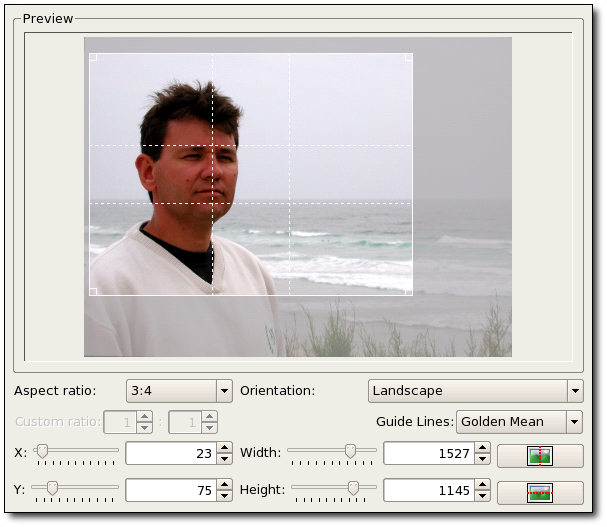 Preview
Aspect ratio: 3:4 Orientation: Landscape
Custom ratio: 1 : 1 Guide Lines: Golden Mean
X: 23 Width: 1527
Y: 75 Height: 1145